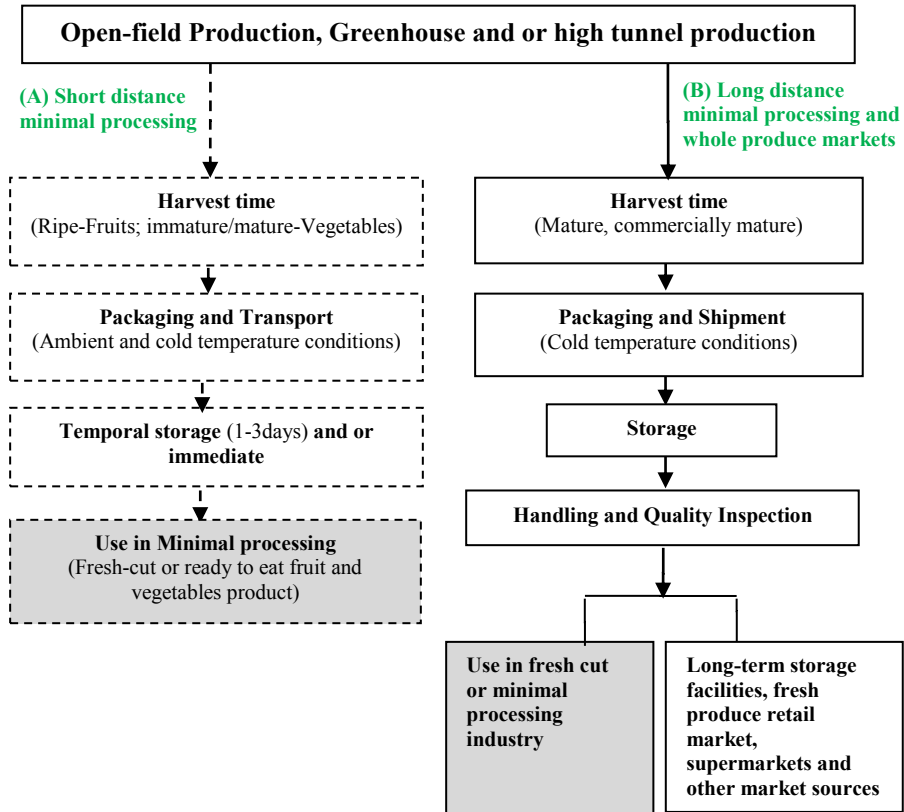 Open-field Production, Greenhouse and or high tunnel production
(A) Short distance
minimal processing
(B) Long distance
minimal processing and
whole produce markets
Harvest time
(Ripe-Fruits; immature/mature-Vegetables)
Packaging and Transport
(Ambient and cold temperature conditions)
Temporal storage (1-3days) and or
immediate
Use in Minimal processing
(Fresh-cut or ready to eat fruit and
vegetables product)
Harvest time
(Mature, commercially mature)
Packaging and Shipment
(Cold temperature conditions)
Storage
Handling and Quality Inspection
Use in fresh cut
or minimal
processing
industry
Long-term storage
facilities, fresh
produce retail
market,
supermarkets and
other market sources